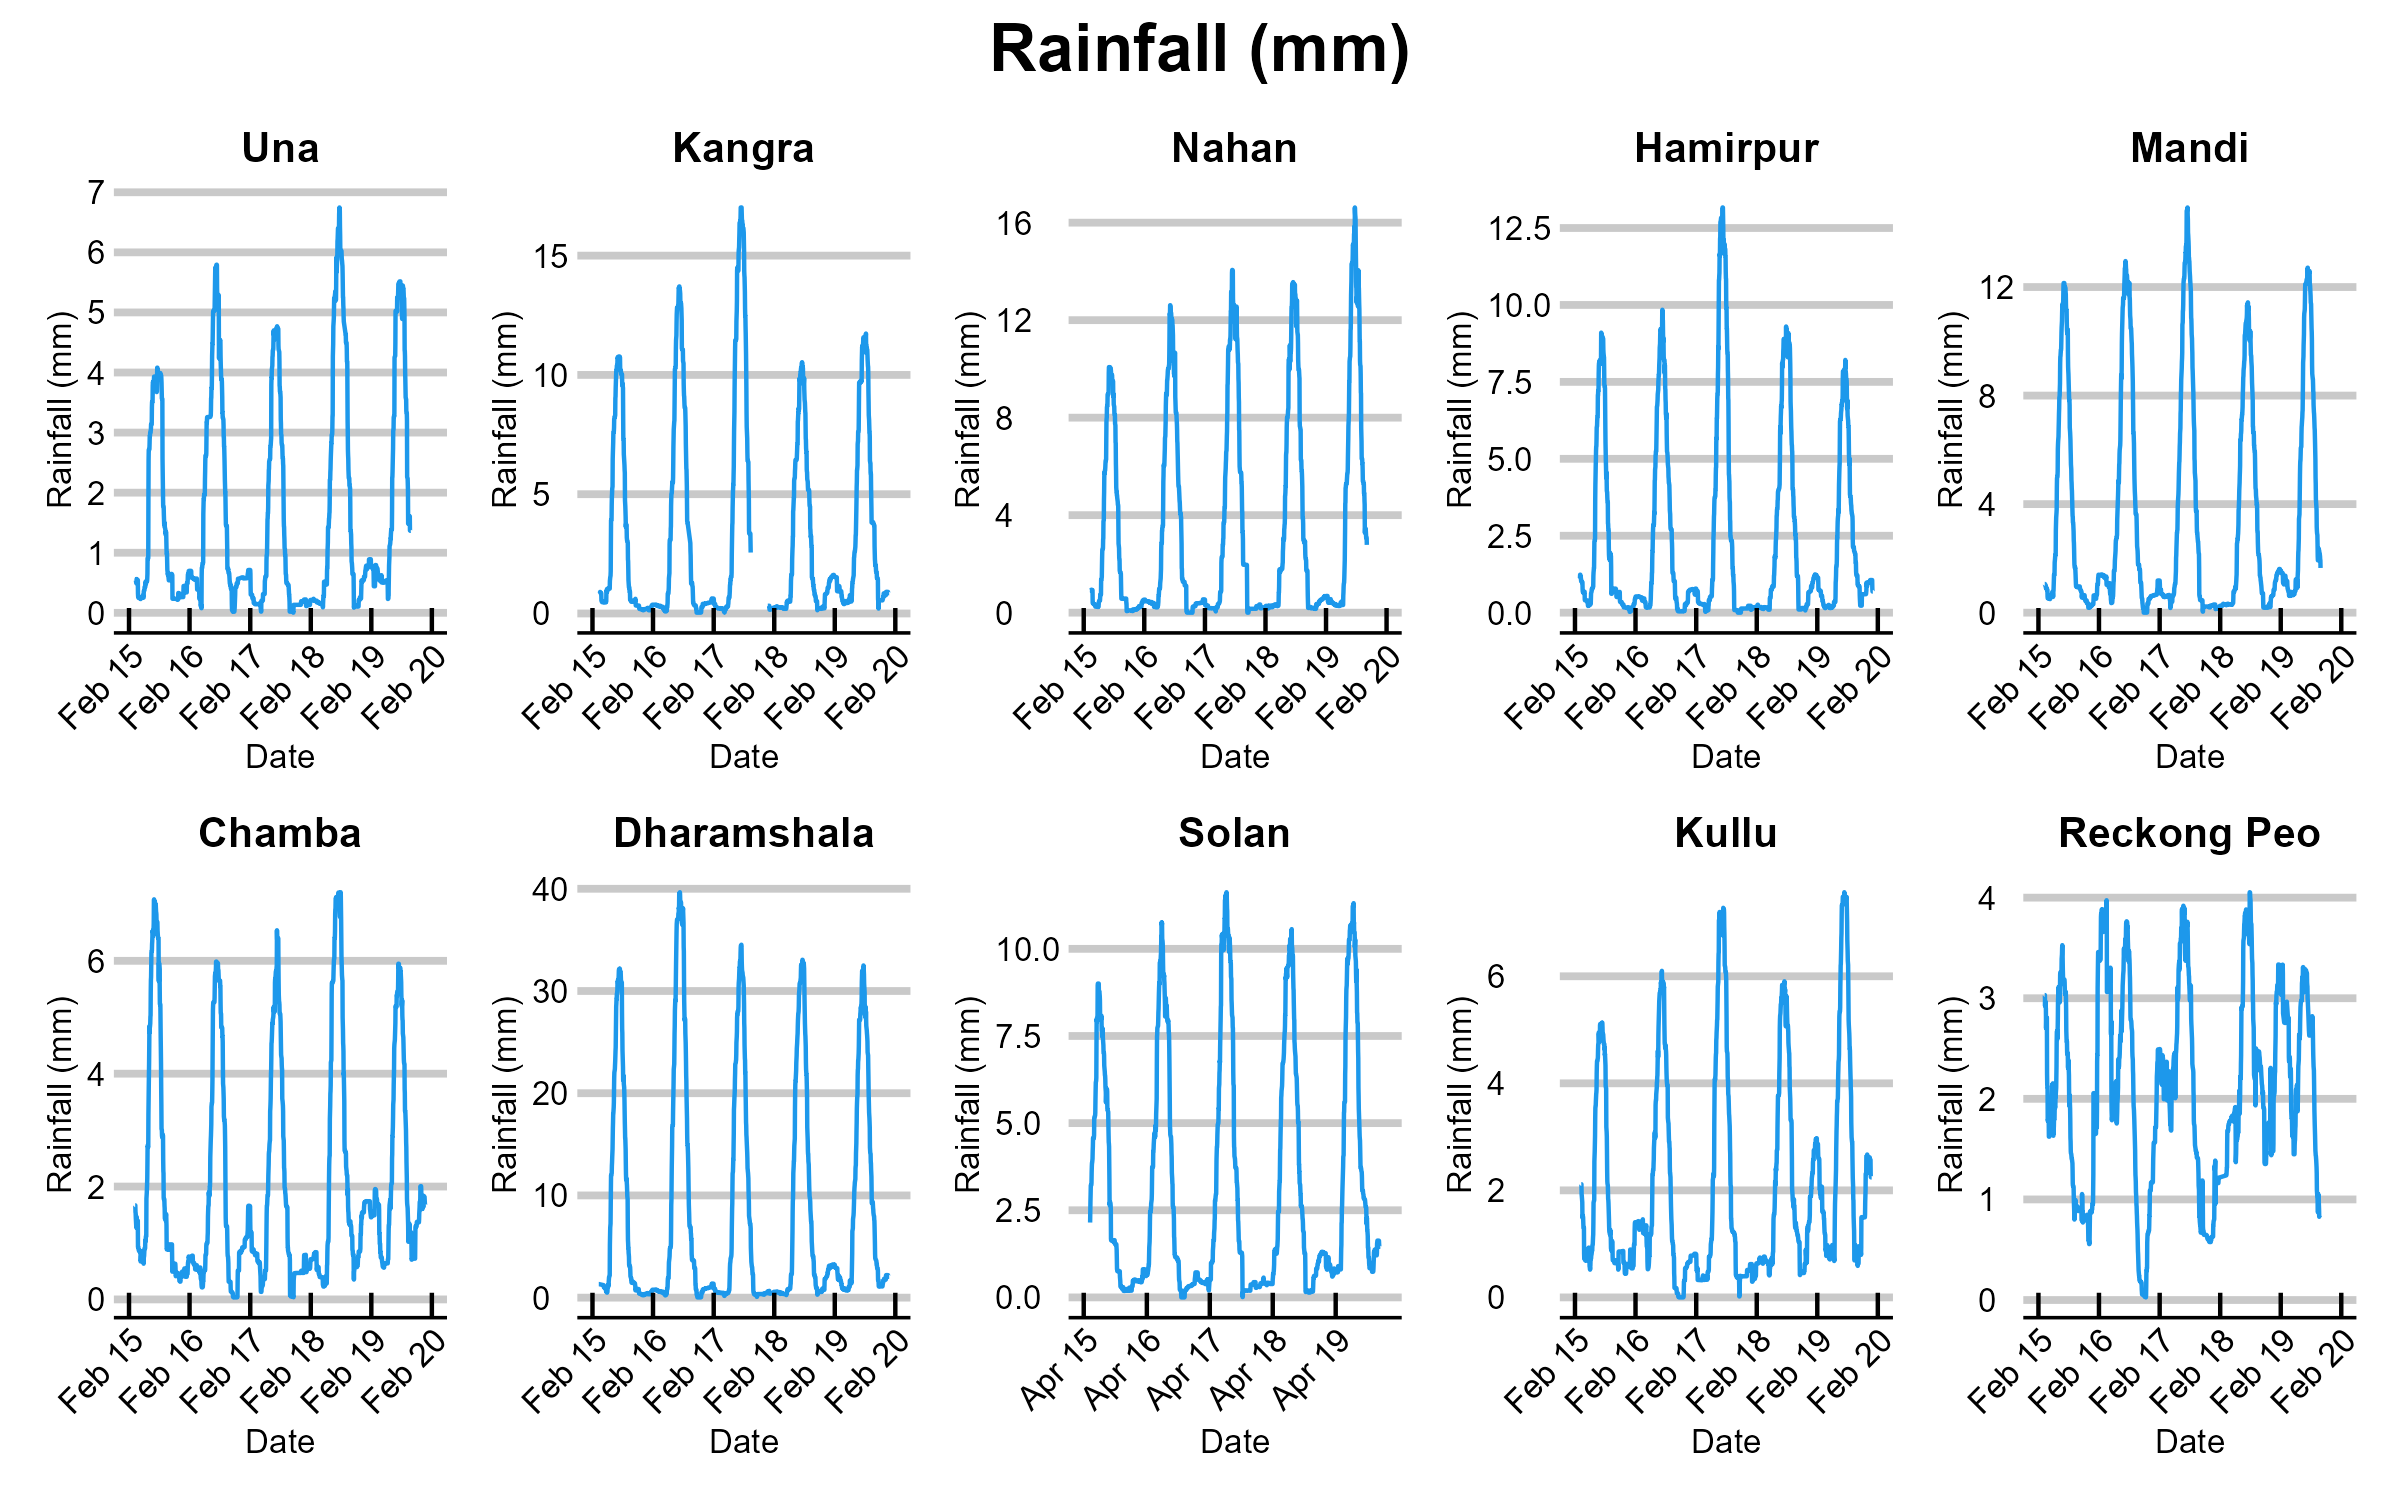 Rainfall (mm)
Una
Rainfall (mm)
7
6
5
4
3
2
1
0
Feb 15
Feb 16
Feb 17
Feb 18
Feb 19
Feb 20
Date
Kangra
Rainfall (mm)
15
10
5
0
Feb 15
Feb 16
Feb 17
Feb 18
Feb 19
Feb 20
Date
Nahan
Rainfall (mm)
16
12
8
4
0
Feb 15
Feb 16
Feb 17
Feb 18
Feb 19
Feb 20
Date
Hamirpur
Rainfall (mm)
12.5
10.0
7.5
5.0
2.5
0.0
Feb 15
Feb 16
Feb 17
Feb 18
Feb 19
Feb 20
Date
Mandi
Rainfall (mm)
12
8
4
0
Feb 15
Feb 16
Feb 17
Feb 18
Feb 19
Feb 20
Date
Chamba
Rainfall (mm)
6
4
2
0
Feb 15
Feb 16
Feb 17
Feb 18
Feb 19
Feb 20
Date
Dharamshala
Rainfall (mm)
40
30
20
10
0
Feb 15
Feb 16
Feb 17
Feb 18
Feb 19
Feb 20
Date
Solan
Rainfall (mm)
10.0
7.5
5.0
2.5
0.0
Apr 15
Apr 16
Apr 17
Apr 18
Apr 19
Date
Kullu
Rainfall (mm)
6
4
2
0
Feb 15
Feb 16
Feb 17
Feb 18
Feb 19
Feb 20
Date
Reckong Peo
Rainfall (mm)
4
3
2
1
0
Feb 15
Feb 16
Feb 17
Feb 18
Feb 19
Feb 20
Date